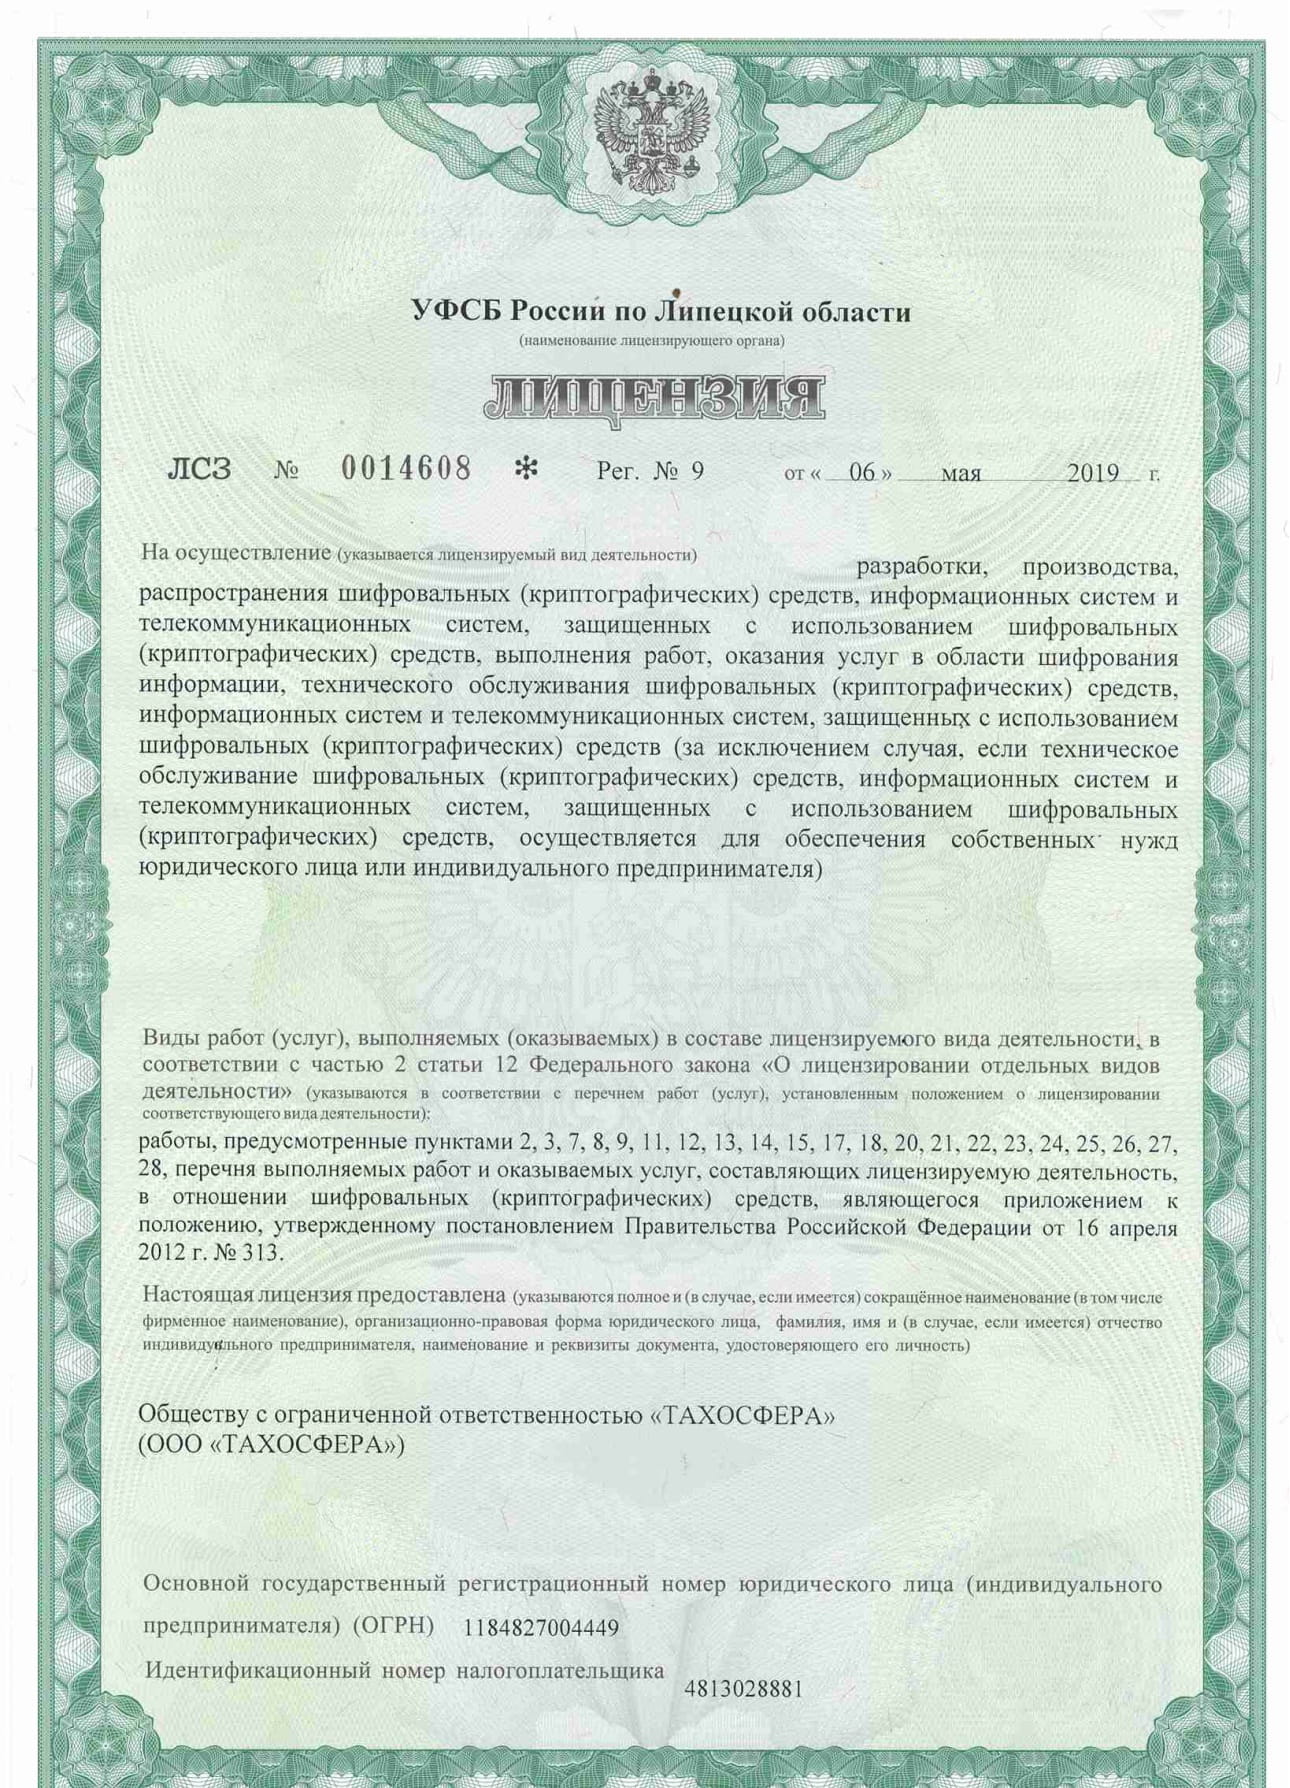 УФСБ России по Липецкой области
(наименование лицензирующего органа)
ЛИЦЕНЗИЯ
ЛСЗ № 0014608 * Рег. № 9 от « 06 » мая 2019 г.
На осуществление (указывается лицензируемый вид деятельности)
разработки, производства,
распространения шифровальных (криптографических) средств, информационных систем и
телекоммуникационных систем, защищенных с использованием шифровальных
(криптографических) средств, выполнения работ, оказания услуг в области шифрования
информации, технического обслуживания шифровальных (криптографических) средств,
информационных систем и телекоммуникационных систем, защищенных с использованием
шифровальных (криптографических) средств (за исключением случая, если техническое
обслуживание шифровальных (криптографических) средств, информационных систем и
телекоммуникационных систем, защищенных с использованием шифровальных
(криптографических) средств, осуществляется для обеспечения собственных нужд
юридического лица или индивидуального предпринимателя)
Виды работ (услуг), выполняемых (оказываемых) в составе лицензируемого вида деятельности, в
соответствии с частью 2 статьи 12 Федерального закона «О лицензировании отдельных видов
деятельности» (указываются в соответствии с перечнем работ (услуг), установленным положением о лицензировании
соответствующего вида деятельности):
работы, предусмотренные пунктами 2, 3, 7, 8, 9, 11, 12, 13, 14, 15, 17, 18, 20, 21, 22, 23, 24, 25, 26, 27,
28, перечня выполняемых работ и оказываемых услуг, составляющих лицензируемую деятельность,
в отношении шифровальных (криптографических) средств, являющегося приложением к
положению, утвержденному постановлением Правительства Российской Федерации от 16 апреля
2012 г. № 313.
Настоящая лицензия предоставлена (указываются полное и (в случае, если имеется) сокращённое наименование (в том числе
фирменное наименование), организационно-правовая форма юридического лица, фамилия, имя и (в случае, если имеется) отчество
индивидуального предпринимателя, наименование и реквизиты документа, удостоверяющего его личность)
Обществу с ограниченной ответственностью «ТАХОСФЕРА»
(ООО «ТАХОСФЕРА»)
Основной государственный регистрационный номер юридического лица (индивидуального
предпринимателя) (ОГРН) 1184827004449
Идентификационный номер налогоплательщика 4813028881